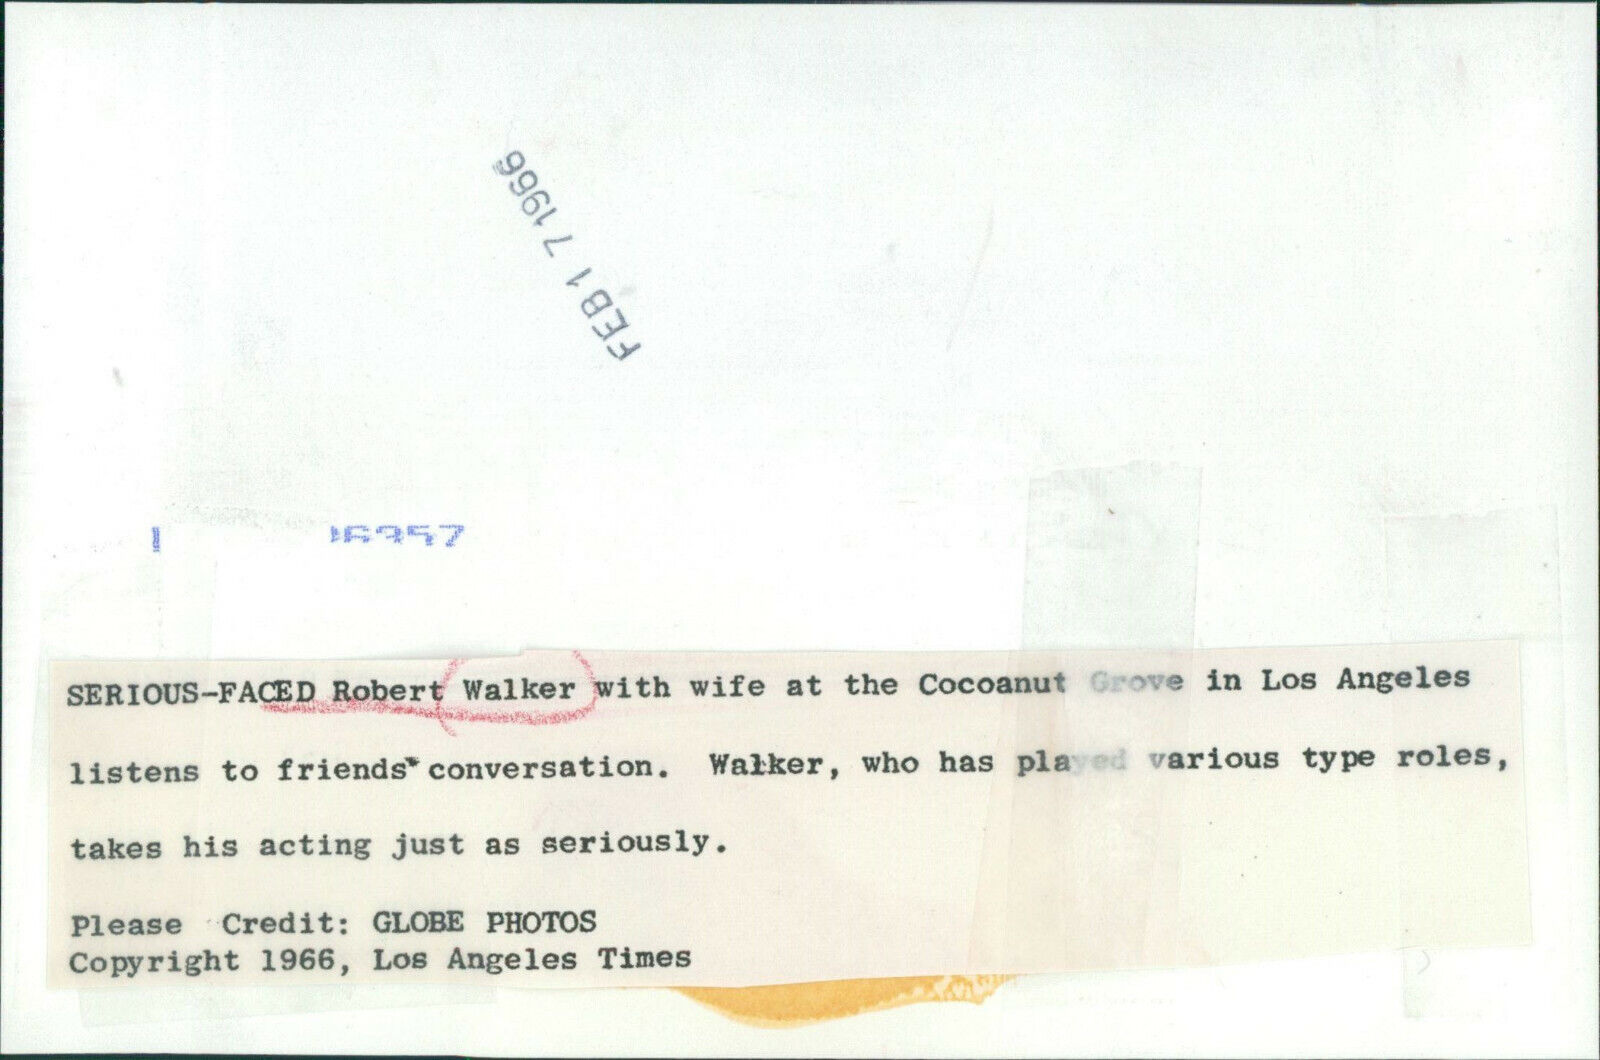 FEB 17 1966
SERIOUS-FACED Robert Walker with wife at the Cocoanut Grove in Los Angeles
listens to friends' conversation. Walker, who has played various type roles,
takes his acting just as seriously.
Please Credit: GLOBE PHOTOS
Copyright 1966, Los Angeles Times